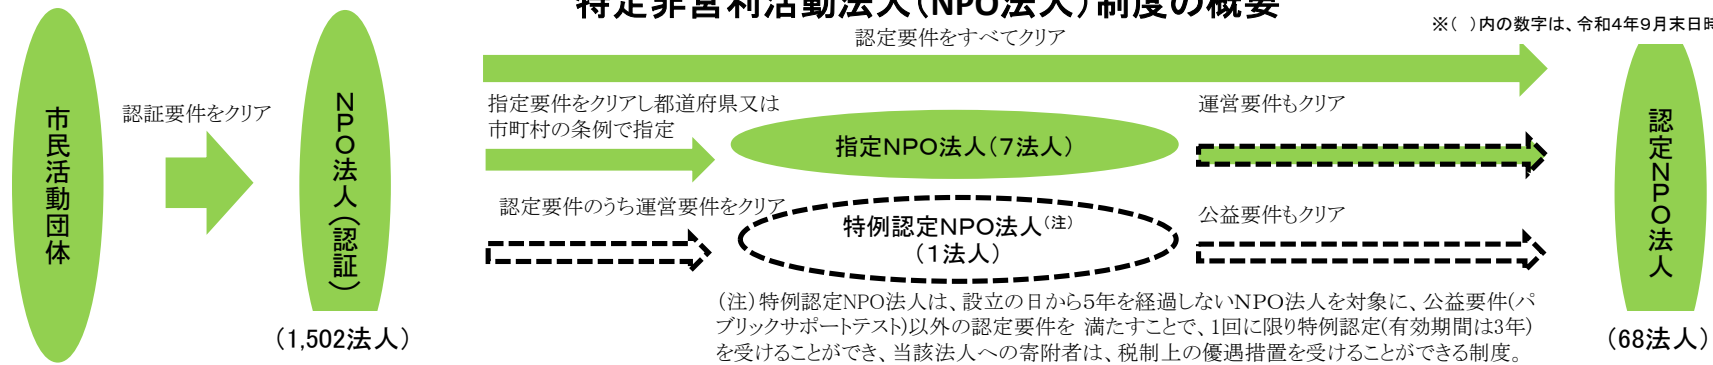 特定非営利活動法人(NPO法人)制度の概要
※( )内の数字は、令和4年9月末日時
認定要件をすべてクリア
市民活動団体
認証要件をクリア
NPO法人(認証)
(1,502法人)
指定要件をクリアし都道府県又は
市町村の条例で指定
指定NPO法人(7法人)
運営要件もクリア
認定要件のうち運営要件をクリア
特例認定NPO法人(注)
(1法人)
公益要件もクリア
認定NPO法人
(68法人)
(注)特例認定NPO法人は、設立の日から5年を経過しないNPO法人を対象に、公益要件(パ
ブリックサポートテスト)以外の認定要件を 満たすことで、1回に限り特例認定(有効期間は3年)
を受けることができ、当該法人への寄附者は、税制上の優遇措置を受けることができる制度。